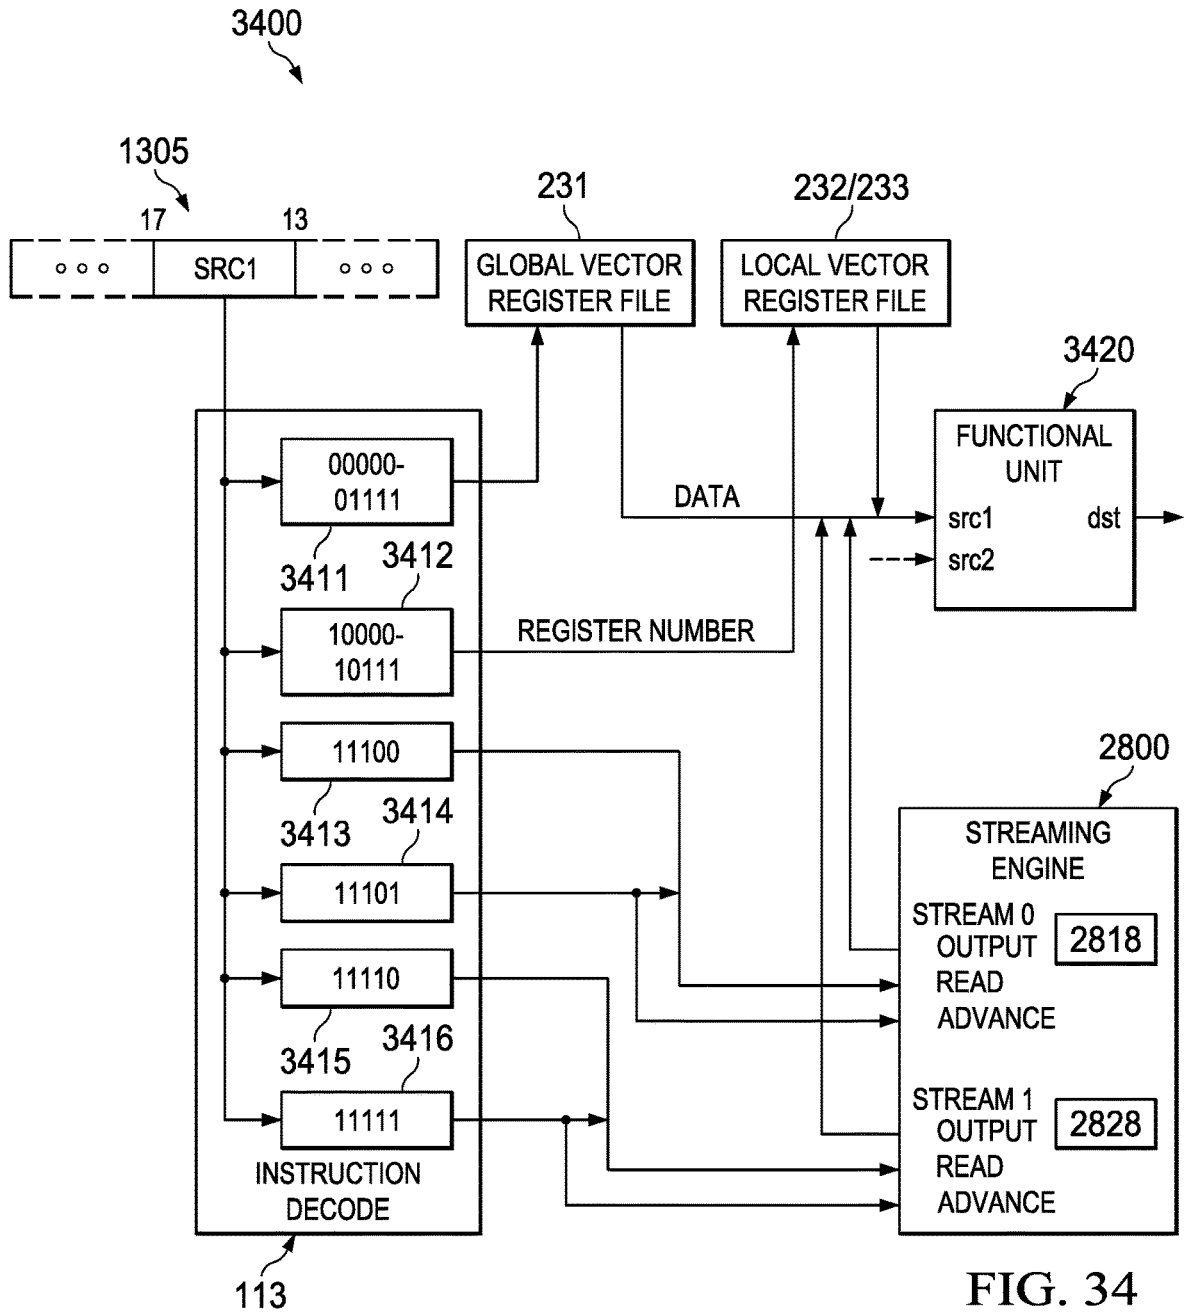 3400
1305
17
13
SRC1
231
GLOBAL VECTOR
REGISTER FILE
232/233
LOCAL VECTOR
REGISTER FILE
3420
FUNCTIONAL
UNIT
src1
dst
src2
DATA
00000-
01111
3411
3412
10000-
10111
REGISTER NUMBER
11100
3413
3414
11101
11110
3415
3416
11111
INSTRUCTION
DECODE
113
2800
STREAMING
ENGINE
STREAM 0
OUTPUT
2818
READ
ADVANCE
STREAM 1
OUTPUT
2828
READ
ADVANCE
FIG. 34